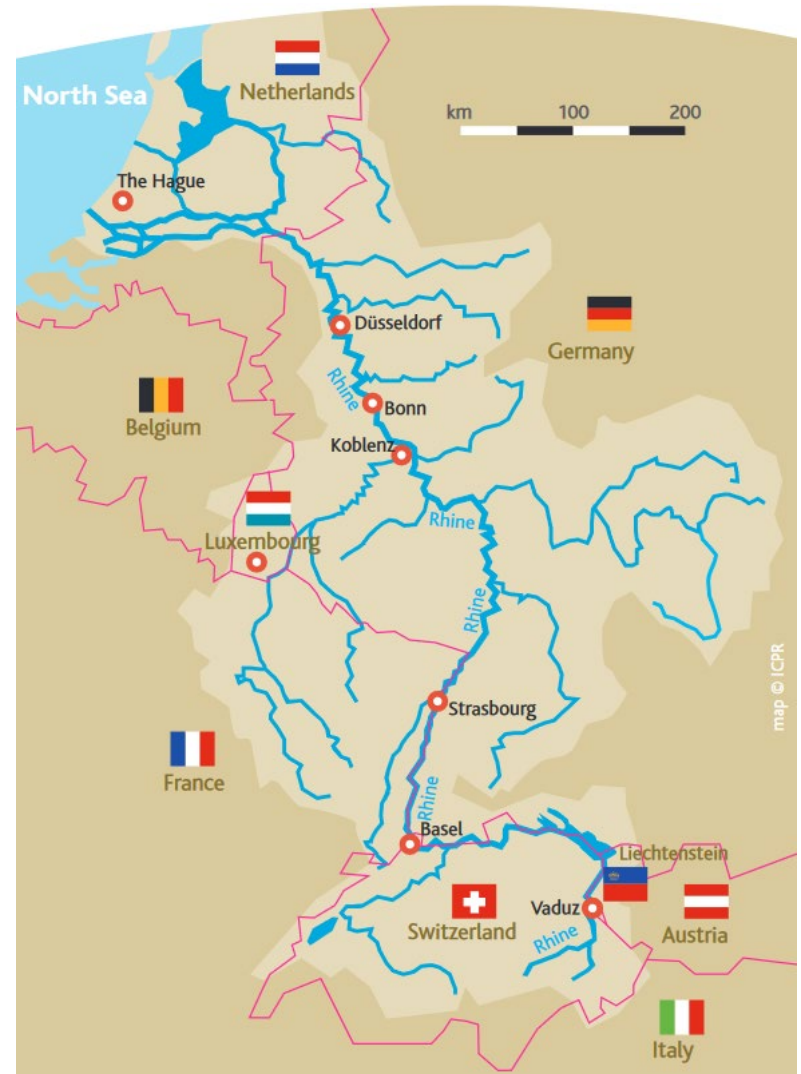 North Sea
Netherlands
km 100 200
The Hague
Düsseldorf
Germany
Rhine
Bonn
Belgium
Koblenz
Rhine
Luxembourg
Rhine
map © ICPR
Strasbourg
France
Rhine
Basel
Liechtenstein
Vaduz
Switzerland
Rhine
Austria
Italy